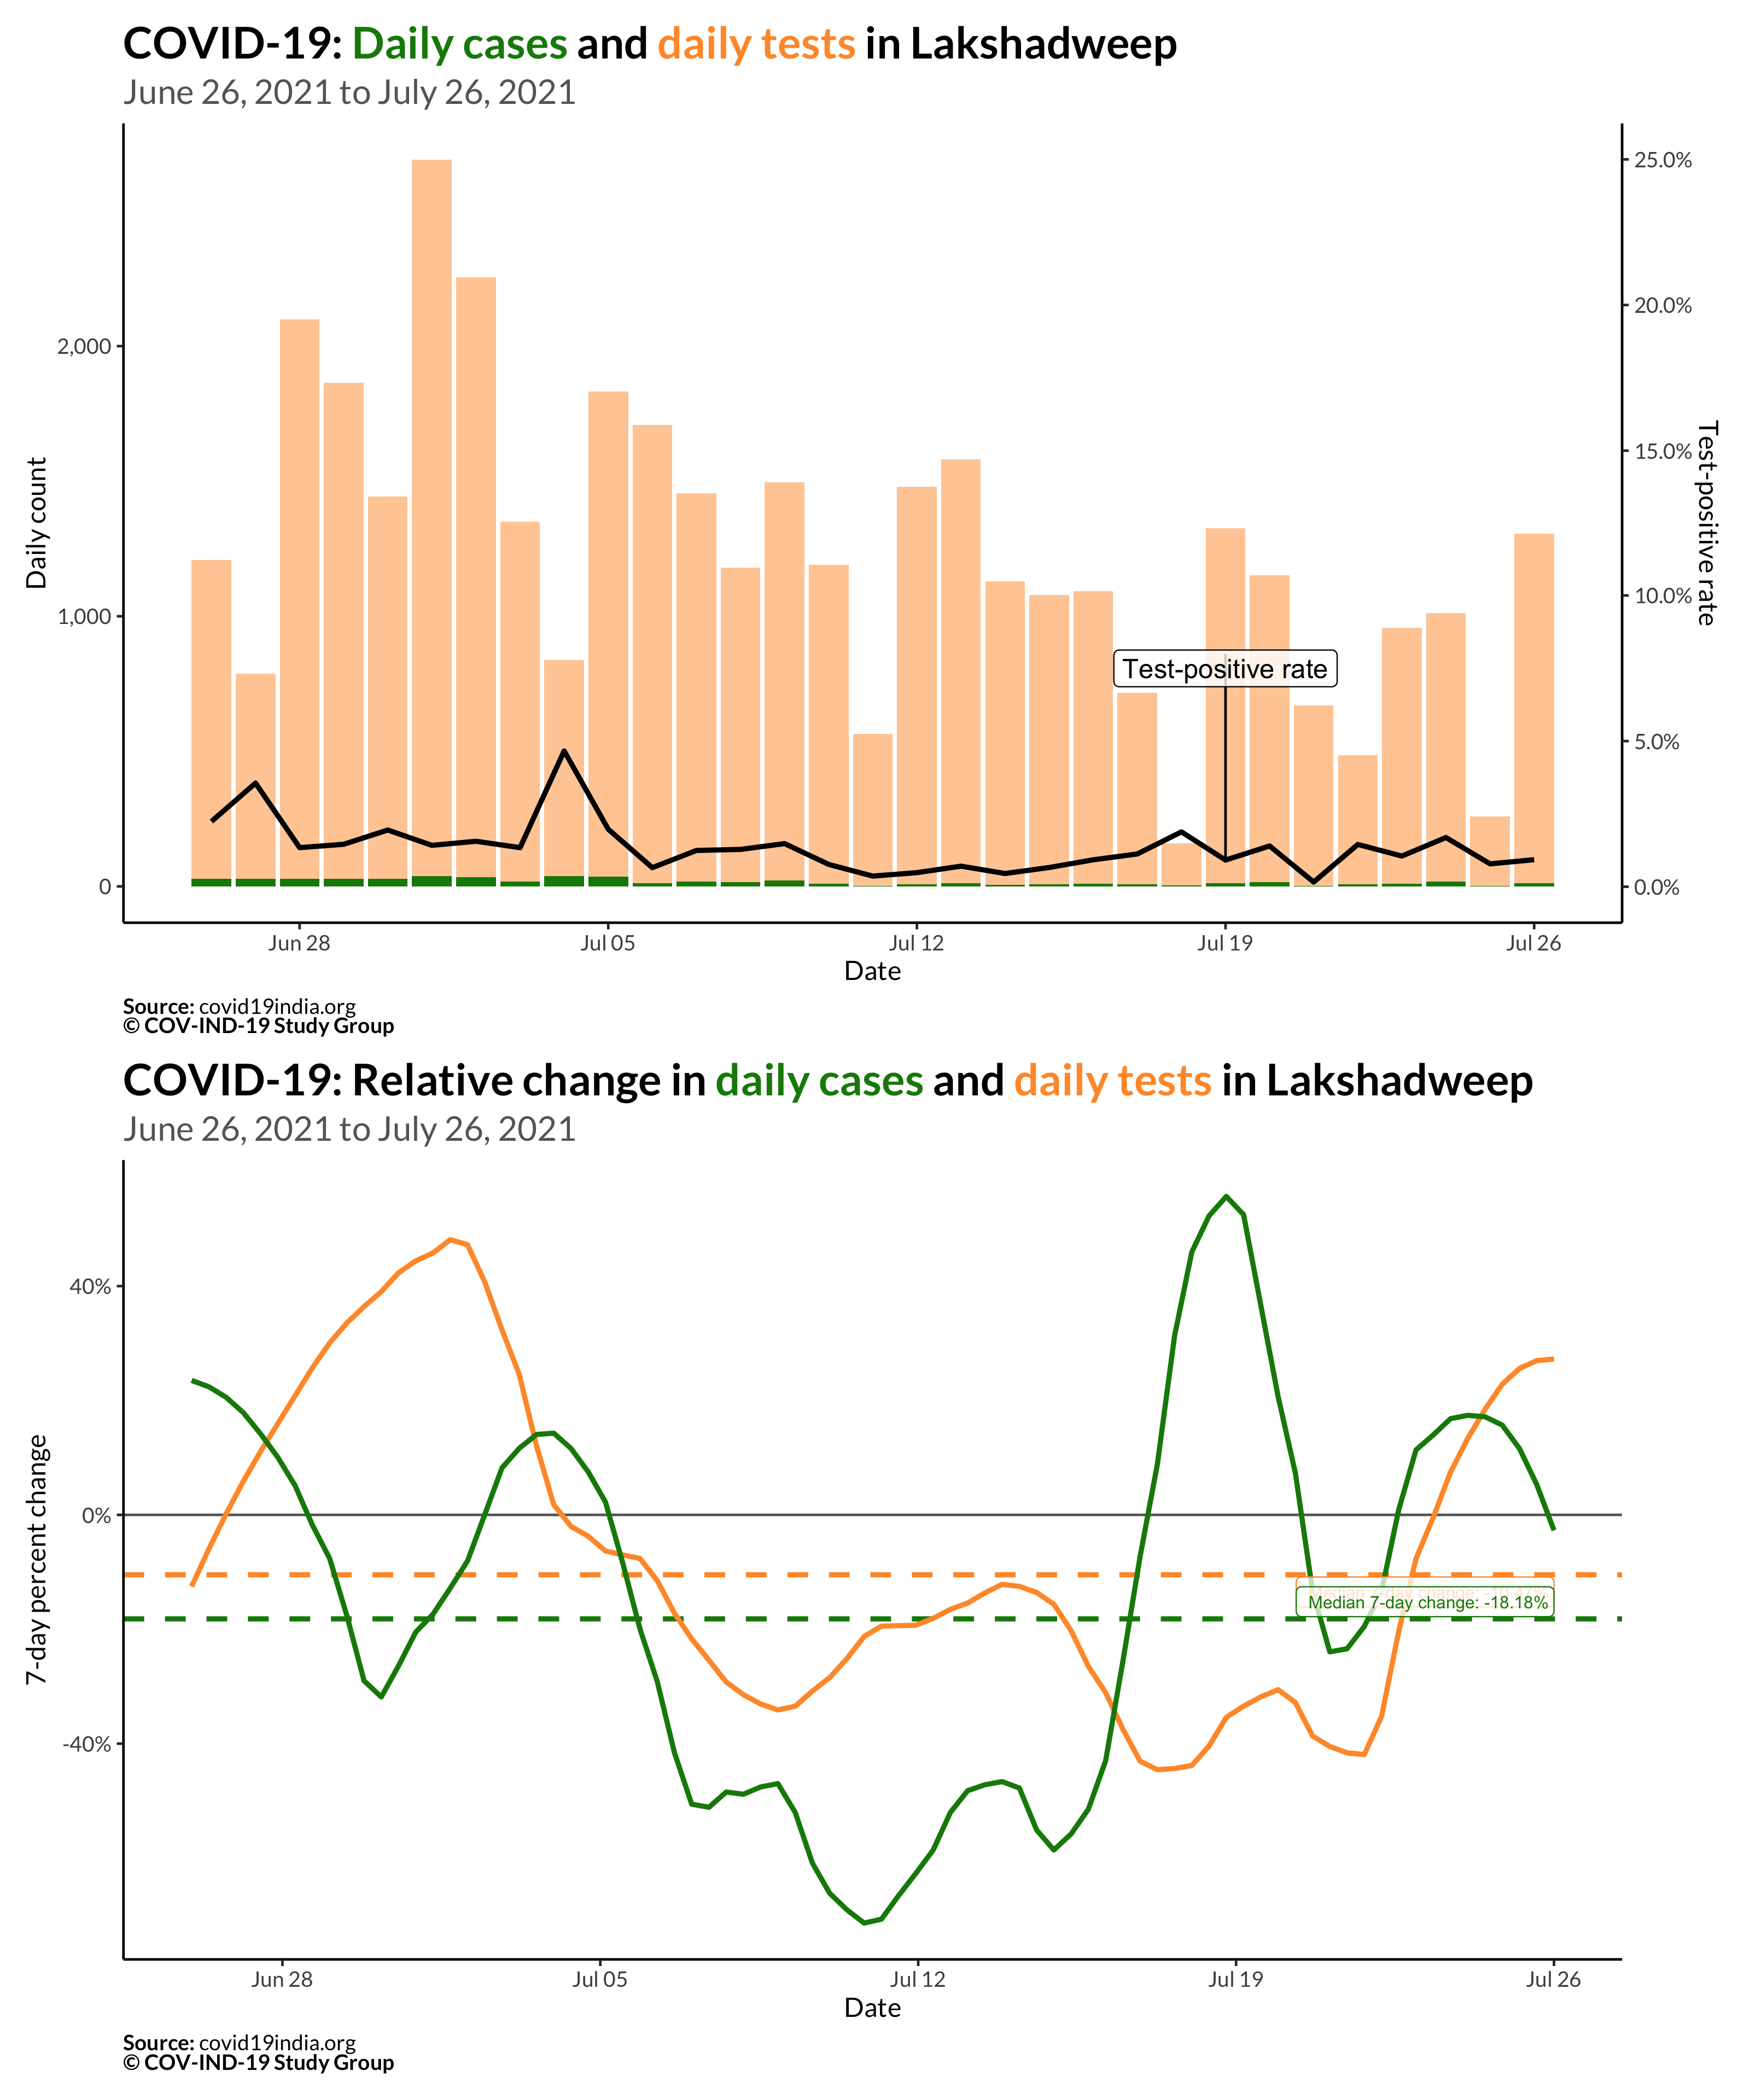 COVID-19: Daily cases and daily tests in Lakshadweep
June 26, 2021 to July 26, 2021
25.0%
20.0%
2,000
15.0%
Daily count
Test-positive rate
1,000
10.0%
Test-positive rate
5.0%
0
0.0%
Jun 28
Jul 05
Jul 12
Jul 19
Jul 26
Date
Source: covid19india.org
© COV-IND-19 Study Group
COVID-19: Relative change in daily cases and daily tests in Lakshadweep
June 26, 2021 to July 26, 2021
40%
7-day percent change
0%
Median 7-day change:
Median 7-day change: -18.18%
-40%
Jun 28
Jul 05
Jul 12
Jul 19
Jul 26
Date
Source: covid19india.org
© COV-IND-19 Study Group